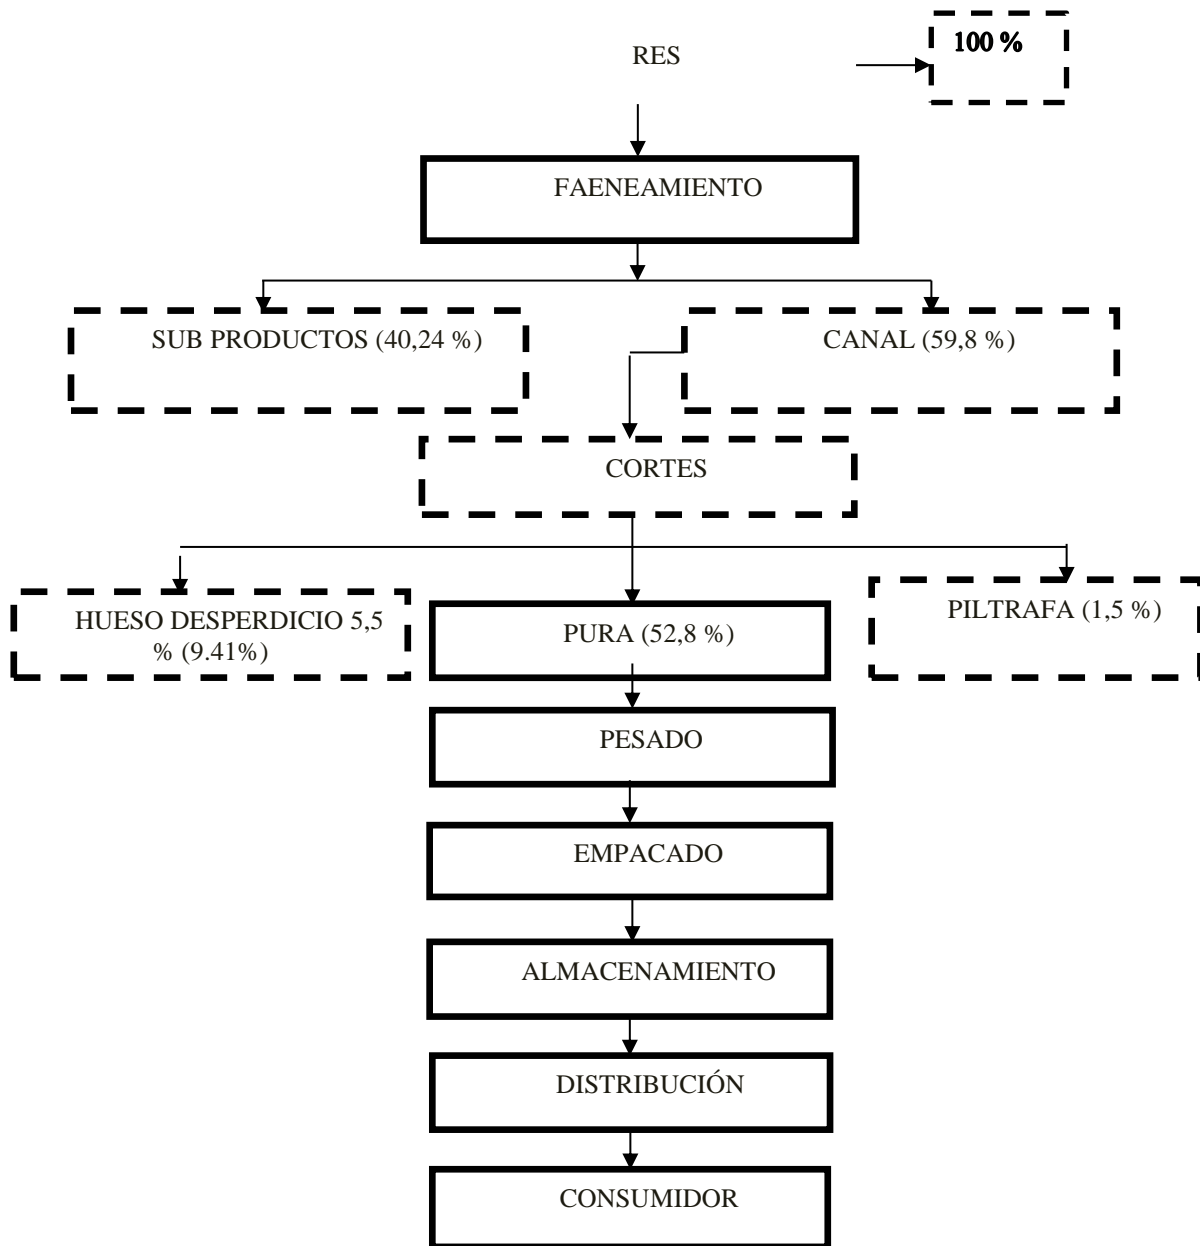 RES
100 %
FAENEAMIENTO
SUB PRODUCTOS (40,24 %)
CANAL (59,8 %)
CORTES
HUESO DESPERDICIO 5,5
% (9.41%)
PURA (52,8 %)
PILTRAFA (1,5 %)
PESADO
EMPACADO
ALMACENAMIENTO
DISTRIBUCIÓN
CONSUMIDOR